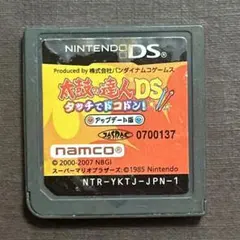 NINTENDO DS
Produced by 株式会社バンダイナムコゲームス
太鼓の達人DS
タッチでドコドン!
アップデート版
0700137
namco
© 2000-2007 NBGI
スーパーマリオブラザーズ ©1985 Nintendo
NTR-YKTJ-JPN-1